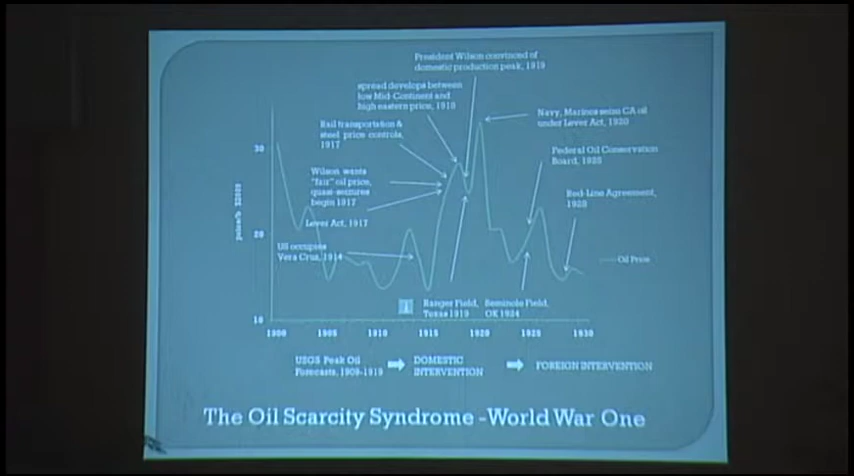 President Wilson convinced of
domestic production peak, 1919
spread develops between
low Mid-Continent and
high eastern price, 1918
Rail transportation &
steel price controls,
1917
Navy, Marines seize CA oil
under Lever Act, 1920
Federal Oil Conservation
Board, 1925
Wilson wants
"fair" oil price,
quasi-seizures
begin 1917
Red-Line Agreement,
1928
Lever Act, 1917
US occupies
Vera Cruz, 1914
price/b $2009
30
20
10
Oil Price
Ranger Field,
Texas 1919
Seminole Field,
OK 1924
1900 1905 1910 1915 1920 1925 1930
USGS Peak Oil
Forecasts, 1909-1919
DOMESTIC
INTERVENTION
FOREIGN INTERVENTION
The Oil Scarcity Syndrome -World War One